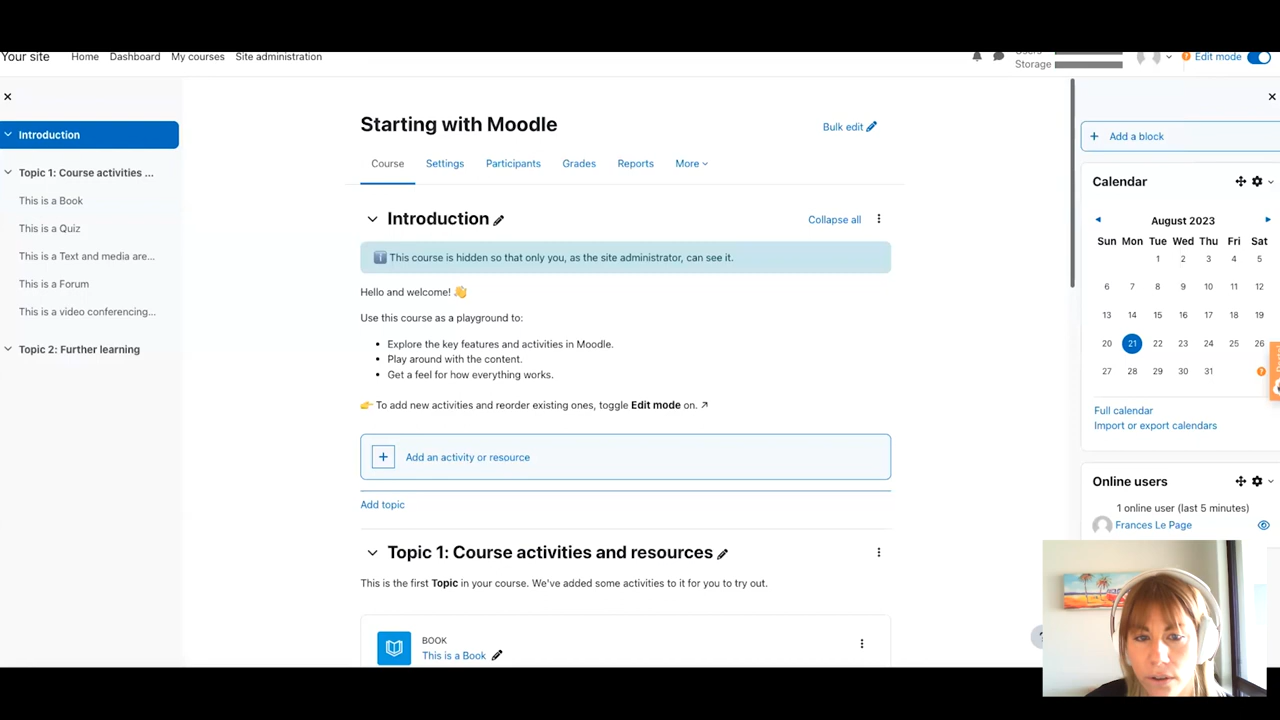 Your site
Home
Dashboard
My courses
Site administration
Users
Storage
Edit mode
Introduction
Topic 1: Course activities ...
This is a Book
This is a Quiz
This is a Text and media are...
This is a Forum
This is a video conferencing...
Topic 2: Further learning
Starting with Moodle
Bulk edit
Course
Settings
Participants
Grades
Reports
More
Introduction
Collapse all
This course is hidden so that only you, as the site administrator, can see it.
Hello and welcome! 👋
Use this course as a playground to:
• Explore the key features and activities in Moodle.
• Play around with the content.
• Get a feel for how everything works.
👉 To add new activities and reorder existing ones, toggle Edit mode on. ↗
+ Add an activity or resource
Add topic
Topic 1: Course activities and resources
This is the first Topic in your course. We've added some activities to it for you to try out.
BOOK
This is a Book
+ Add a block
Calendar
August 2023
Sun Mon Tue Wed Thu Fri Sat
1 2 3 4 5
6 7 8 9 10 11 12
13 14 15 16 17 18 19
20 21 22 23 24 25 26
27 28 29 30 31
Full calendar
Import or export calendars
Online users
1 online user (last 5 minutes)
Frances Le Page